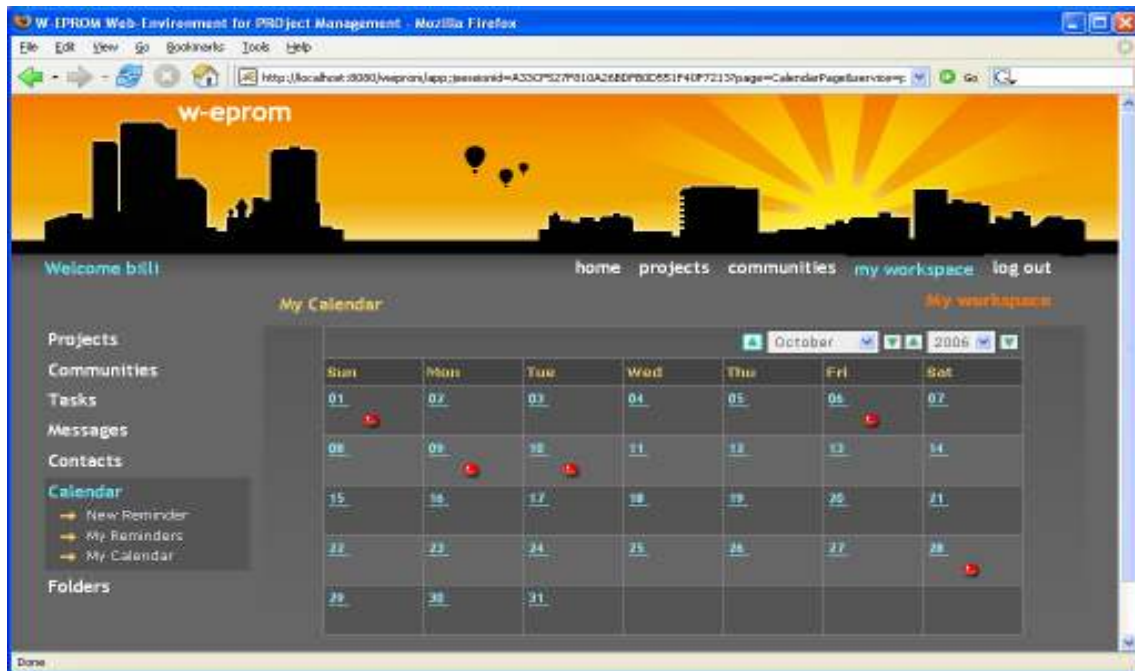 W-EPROM Web-Environment for PROject Management - Mozilla Firefox
File Edit View Go Bookmarks Tools Help
Go
w-eprom
Welcome billi
home projects communities my workspace log out
My Calendar My workspace
Projects
Communities
Tasks
Messages
Contacts
Calendar
New Reminder
My Reminders
My Calendar
Folders
October 2006
Sun Mon Tue Wed Thu Fri Sat
01 02 03 04 05 06 07
08 09 10 11 12 13 14
15 16 17 18 19 20 21
22 23 24 25 26 27 28
29 30 31
Done